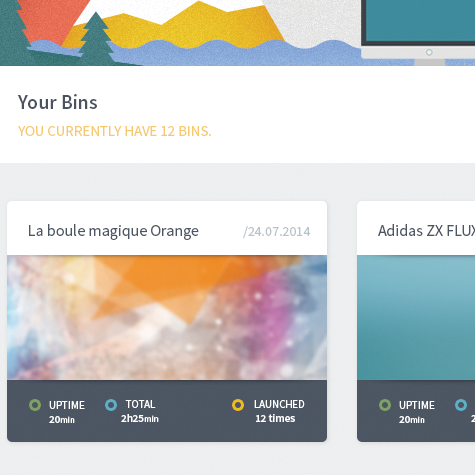 Your Bins
YOU CURRENTLY HAVE 12 BINS.
La boule magique Orange /24.07.2014
UPTIME TOTAL LAUNCHED
20min 2h25min 12 times
Adidas ZX FLUX
UPTIME
20min 2